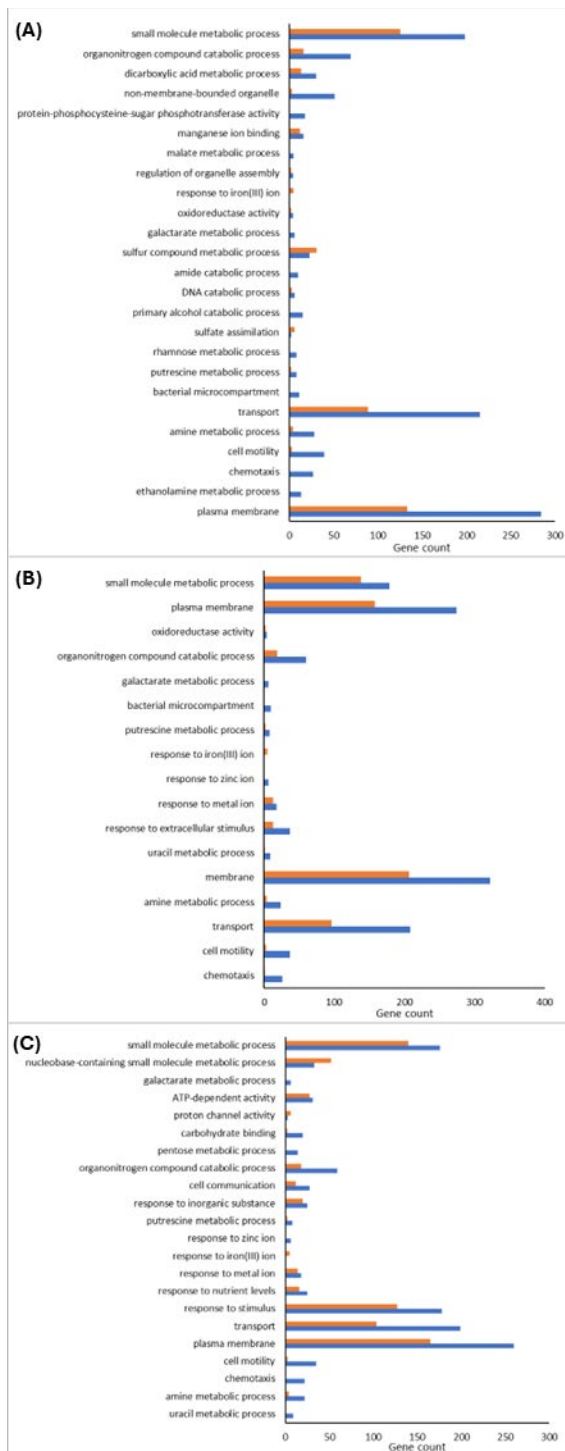 (A)
small molecule metabolic process
organonitrogen compound catabolic process
dicarboxylic acid metabolic process
non-membrane-bounded organelle
protein-phosphocysteine-sugar phosphotransferase activity
manganese ion binding
malate metabolic process
regulation of organelle assembly
response to iron(III) ion
oxidoreductase activity
galactarate metabolic process
sulfur compound metabolic process
amide catabolic process
DNA catabolic process
primary alcohol catabolic process
sulfate assimilation
rhamnose metabolic process
putrescine metabolic process
bacterial microcompartment
transport
amine metabolic process
cell motility
chemotaxis
ethanolamine metabolic process
plasma membrane
0 50 100 150 200 250 300
Gene count
(B)
small molecule metabolic process
plasma membrane
oxidoreductase activity
organonitrogen compound catabolic process
galactarate metabolic process
bacterial microcompartment
putrescine metabolic process
response to iron(III) ion
response to zinc ion
response to metal ion
response to extracellular stimulus
uracil metabolic process
membrane
amine metabolic process
transport
cell motility
chemotaxis
0 100 200 300 400
Gene count
(C)
small molecule metabolic process
nucleobase-containing small molecule metabolic process
galactarate metabolic process
ATP-dependent activity
proton channel activity
carbohydrate binding
pentose metabolic process
organonitrogen compound catabolic process
cell communication
response to inorganic substance
putrescine metabolic process
response to zinc ion
response to iron(III) ion
response to metal ion
response to nutrient levels
response to stimulus
transport
plasma membrane
cell motility
chemotaxis
amine metabolic process
uracil metabolic process
0 50 100 150 200 250 300
Gene count